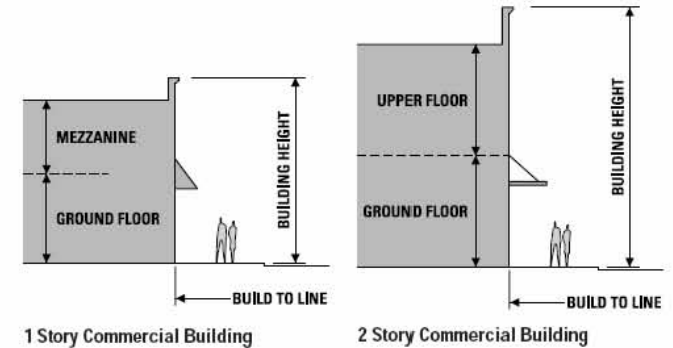 MEZZANINE
GROUND FLOOR
BUILDING HEIGHT
BUILD TO LINE
1 Story Commercial Building
UPPER FLOOR
GROUND FLOOR
BUILDING HEIGHT
BUILD TO LINE
2 Story Commercial Building